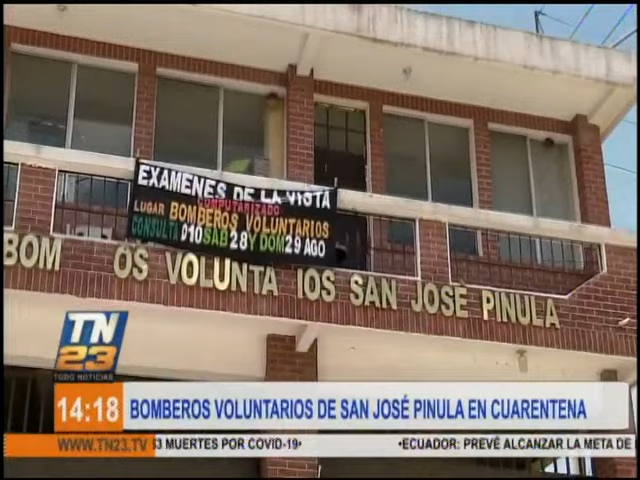 EXAMENES DE LA VISTA
COMPUTARIZADO
LUGAR BOMBEROS VOLUNTARIOS
CONSULTA Q10 SAB 28 Y DOM 29 AGO
BOM OS VOLUNTA IOS SAN JOSÉ PINULA
TN
23
TODO NOTICIAS
14:18 BOMBEROS VOLUNTARIOS DE SAN JOSÉ PINULA EN CUARENTENA
WWW.TN23.TV 3 MUERTES POR COVID-19• •ECUADOR: PREVÉ ALCANZAR LA META DE